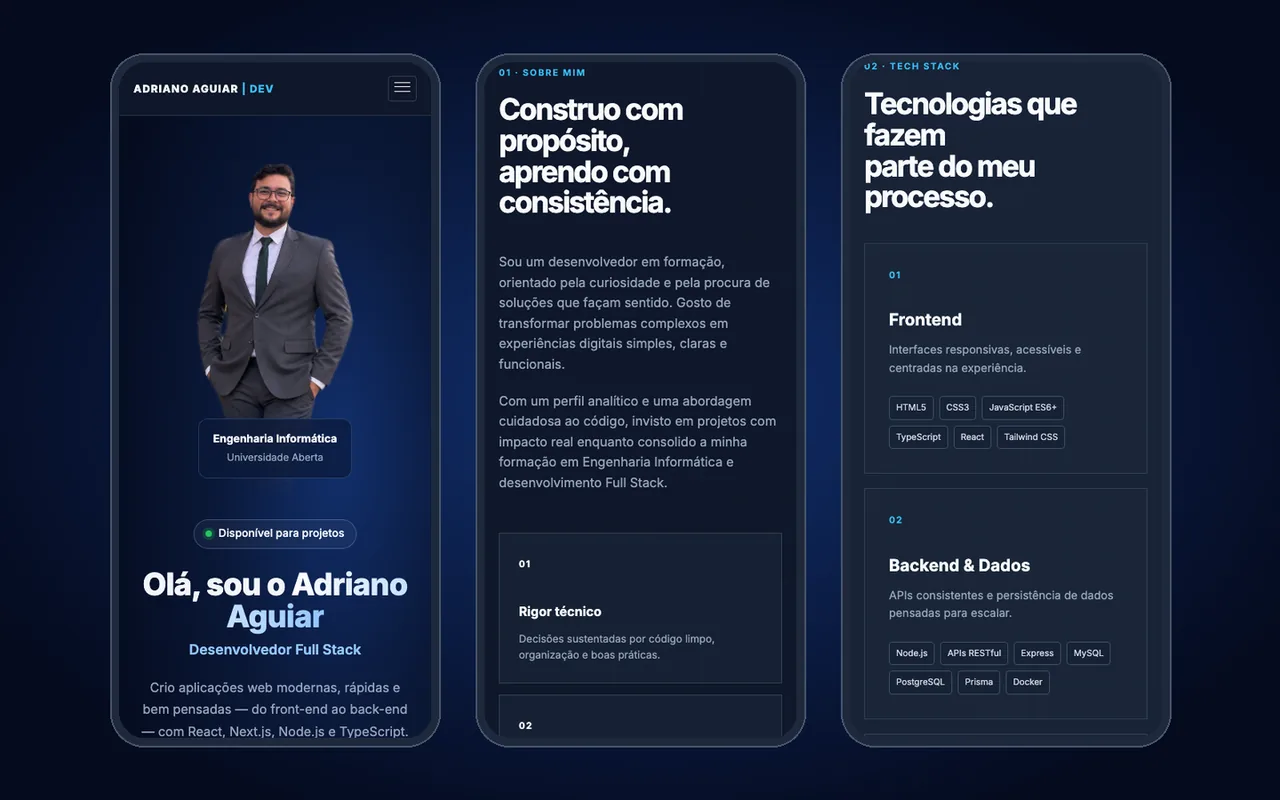 ADRIANO AGUIAR | DEV
Engenharia Informática
Universidade Aberta
Disponível para projetos
Olá, sou o Adriano
Aguiar
Desenvolvedor Full Stack
Crio aplicações web modernas, rápidas e
bem pensadas — do front-end ao back-end
— com React, Next.js, Node.js e TypeScript.
01 · SOBRE MIM
Construo com
propósito,
aprendo com
consistência.
Sou um desenvolvedor em formação,
orientado pela curiosidade e pela procura de
soluções que façam sentido. Gosto de
transformar problemas complexos em
experiências digitais simples, claras e
funcionais.
Com um perfil analítico e uma abordagem
cuidadosa ao código, invisto em projetos com
impacto real enquanto consolido a minha
formação em Engenharia Informática e
desenvolvimento Full Stack.
01
Rigor técnico
Decisões sustentadas por código limpo,
organização e boas práticas.
02
02 · TECH STACK
Tecnologias que
fazem
parte do meu
processo.
01
Frontend
Interfaces responsivas, acessíveis e
centradas na experiência.
HTML5 CSS3 JavaScript ES6+
TypeScript React Tailwind CSS
02
Backend & Dados
APIs consistentes e persistência de dados
pensadas para escalar.
Node.js APIs RESTful Express MySQL
PostgreSQL Prisma Docker